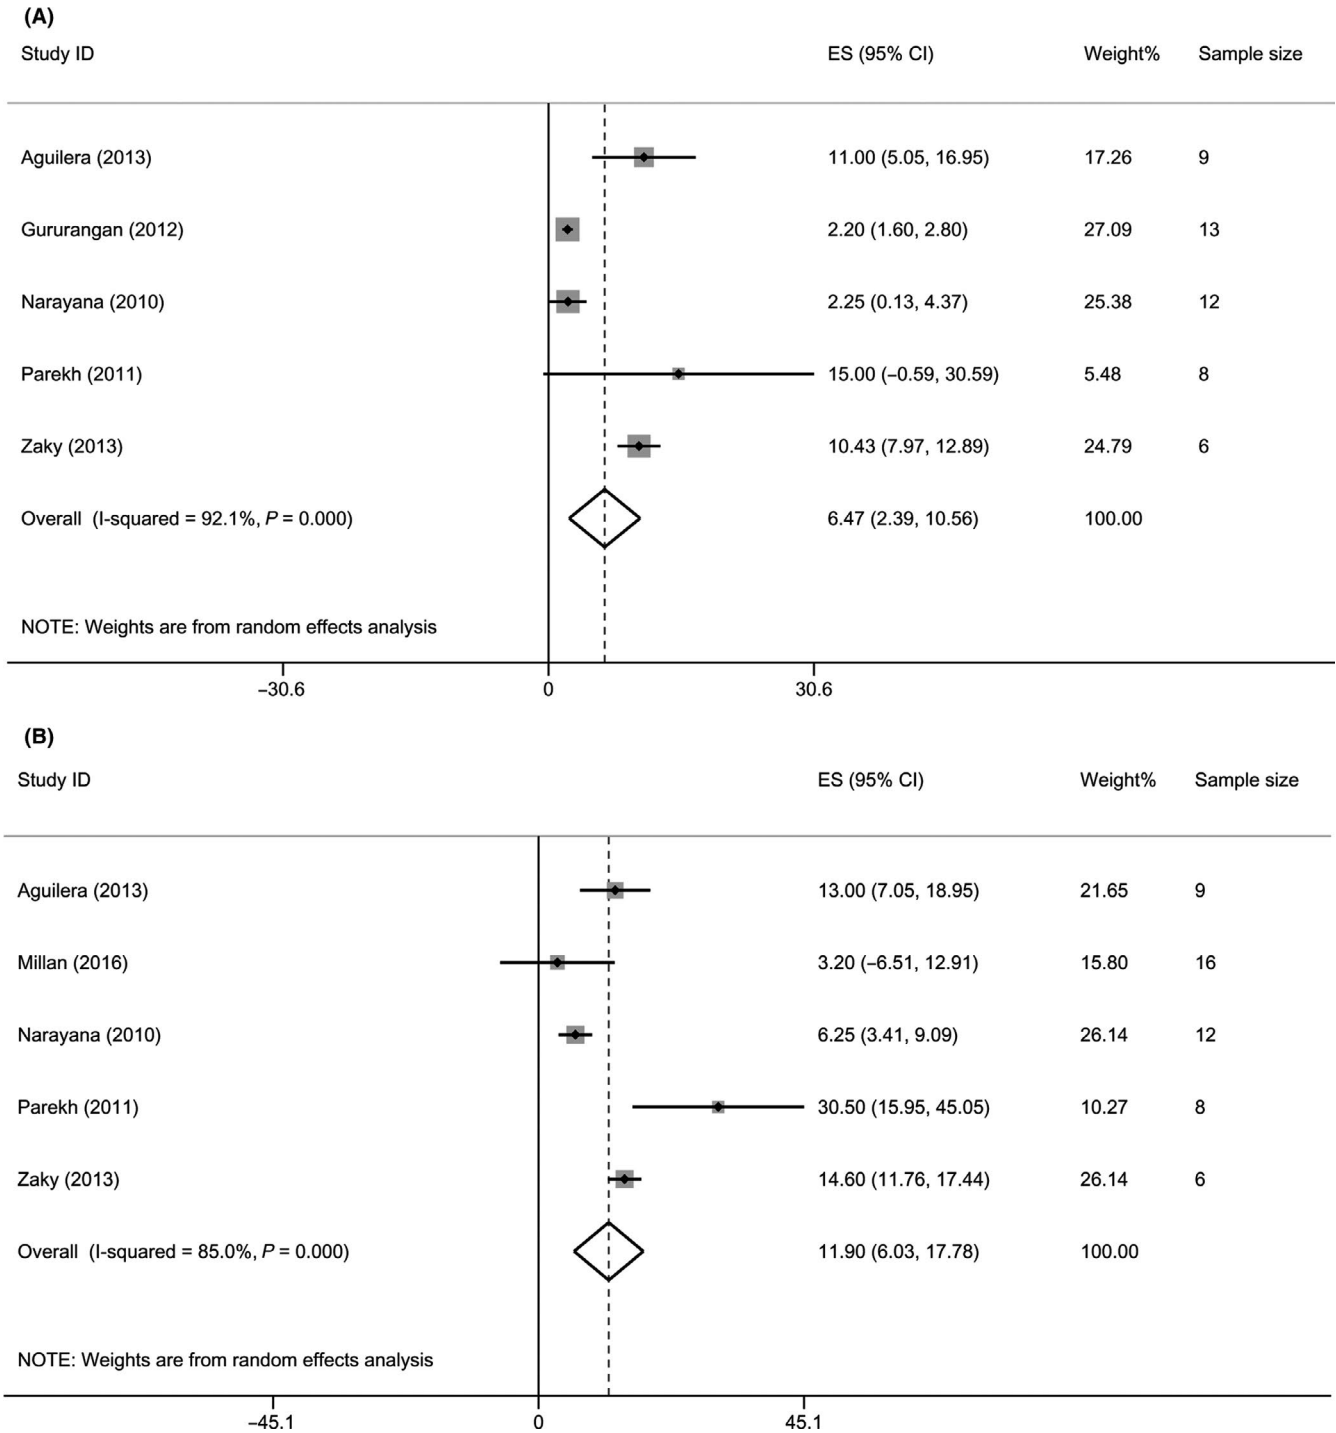 (A)
Study ID ES (95% CI) Weight% Sample size
Aguilera (2013) 11.00 (5.05, 16.95) 17.26 9
Gururangan (2012) 2.20 (1.60, 2.80) 27.09 13
Narayana (2010) 2.25 (0.13, 4.37) 25.38 12
Parekh (2011) 15.00 (−0.59, 30.59) 5.48 8
Zaky (2013) 10.43 (7.97, 12.89) 24.79 6
Overall (I-squared = 92.1%, P = 0.000) 6.47 (2.39, 10.56) 100.00
NOTE: Weights are from random effects analysis
−30.6 0 30.6
(B)
Study ID ES (95% CI) Weight% Sample size
Aguilera (2013) 13.00 (7.05, 18.95) 21.65 9
Millan (2016) 3.20 (−6.51, 12.91) 15.80 16
Narayana (2010) 6.25 (3.41, 9.09) 26.14 12
Parekh (2011) 30.50 (15.95, 45.05) 10.27 8
Zaky (2013) 14.60 (11.76, 17.44) 26.14 6
Overall (I-squared = 85.0%, P = 0.000) 11.90 (6.03, 17.78) 100.00
NOTE: Weights are from random effects analysis
−45.1 0 45.1